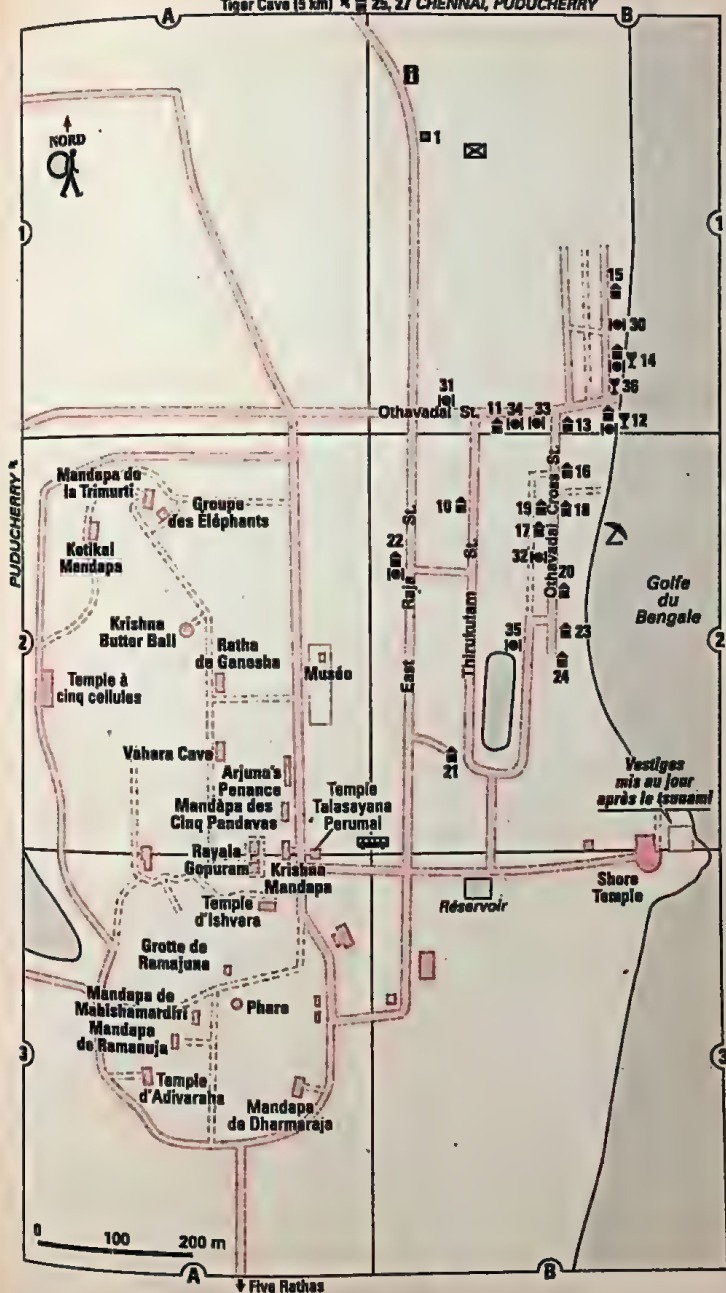 Tiger Cave (5 km) 25, 27 CHENNAI, PUDUCHERRY
A
B
NORD
i
1
1
1
15
30
14
36
31
Othavadal St.
11
34
33
13
12
PUDUCHERRY
Mandapa de
la Trimurti
Groupe
des Éléphants
Kotikal
Mandapa
Krishna
Butter Ball
Ratha
de Ganesha
Temple à
cinq cellules
Musée
Vahara Cave
Arjuna's
Penance
Mandapa des
Cinq Pandavas
Temple
Talasayana
Perumal
Rayala
Gopuram
Krishna
Mandapa
Temple
d'Ishvara
16
10
19
18
17
22
32
20
35
23
24
21
East Raja St.
Thirukutam St.
Othavadal Cross St.
Golfe
du
Bengale
2
2
Vestiges
mis au jour
après le tsunami
Shore
Temple
Réservoir
Grotte de
Ramajuna
Mandapa de
Mahishamardiri
Phare
Mandapa
de Ramanuja
3
3
Temple
d'Adivaraha
Mandapa
de Dharmaraja
0 100 200 m
A
B
Five Rathas